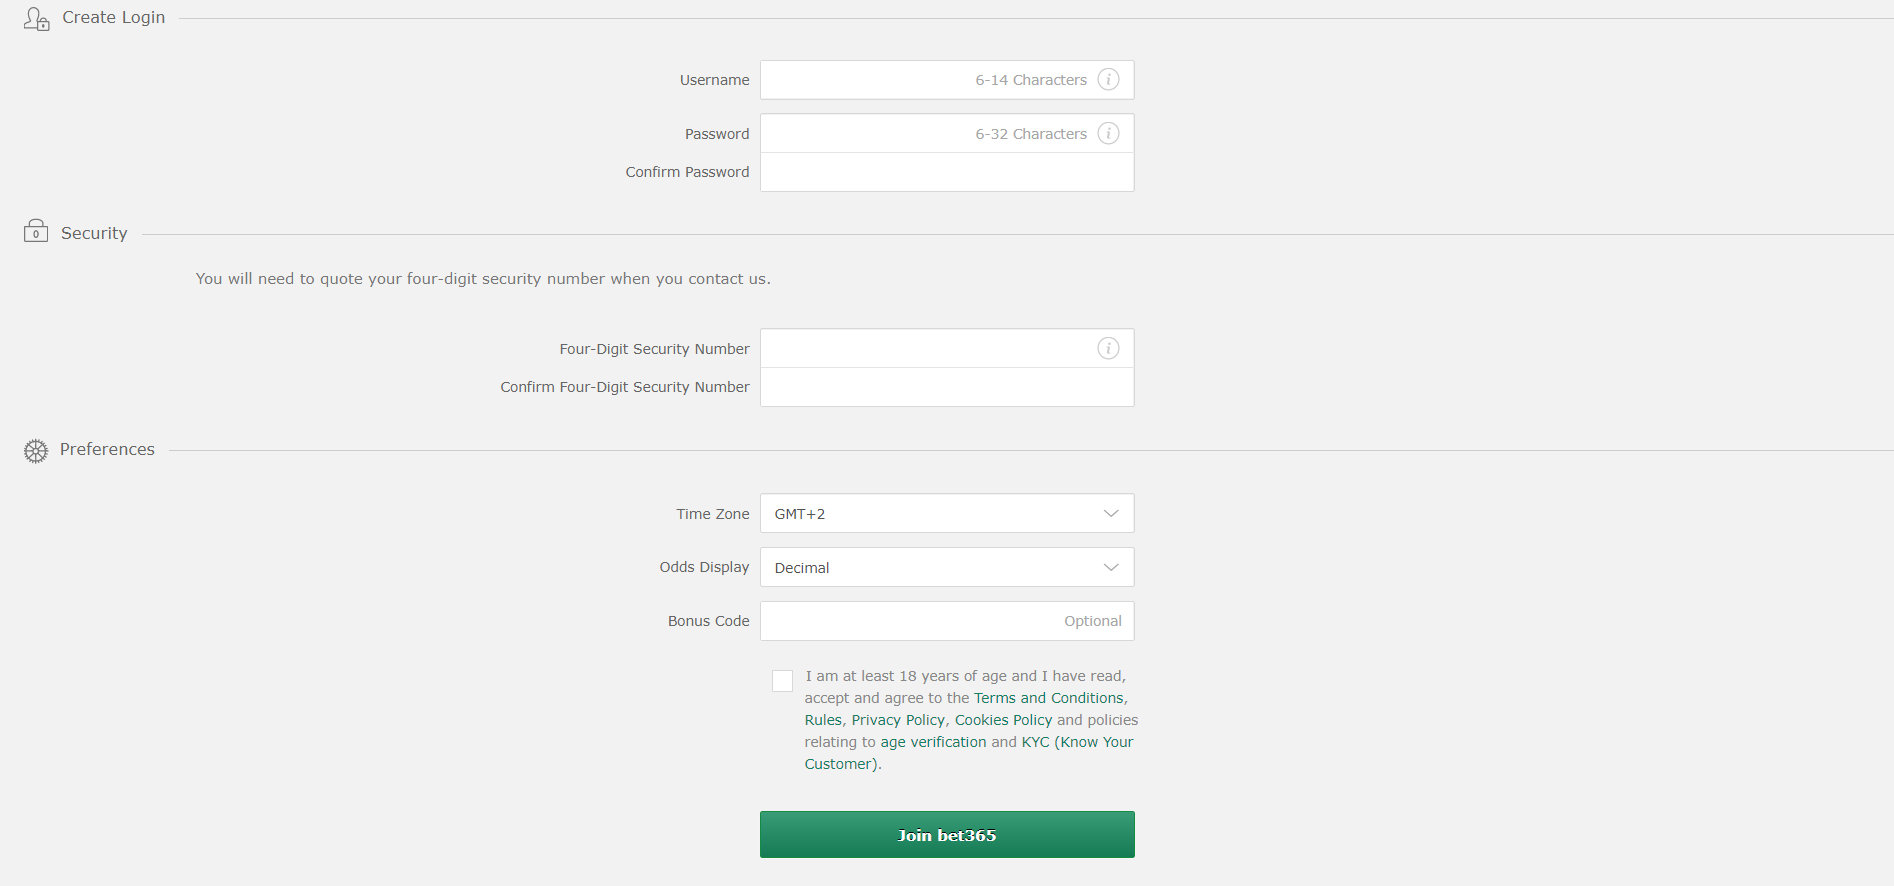 Create Login
Username 6-14 Characters
Password 6-32 Characters
Confirm Password
Security
You will need to quote your four-digit security number when you contact us.
Four-Digit Security Number
Confirm Four-Digit Security Number
Preferences
Time Zone GMT+2
Odds Display Decimal
Bonus Code Optional
I am at least 18 years of age and I have read,
accept and agree to the Terms and Conditions,
Rules, Privacy Policy, Cookies Policy and policies
relating to age verification and KYC (Know Your
Customer).
Join bet365